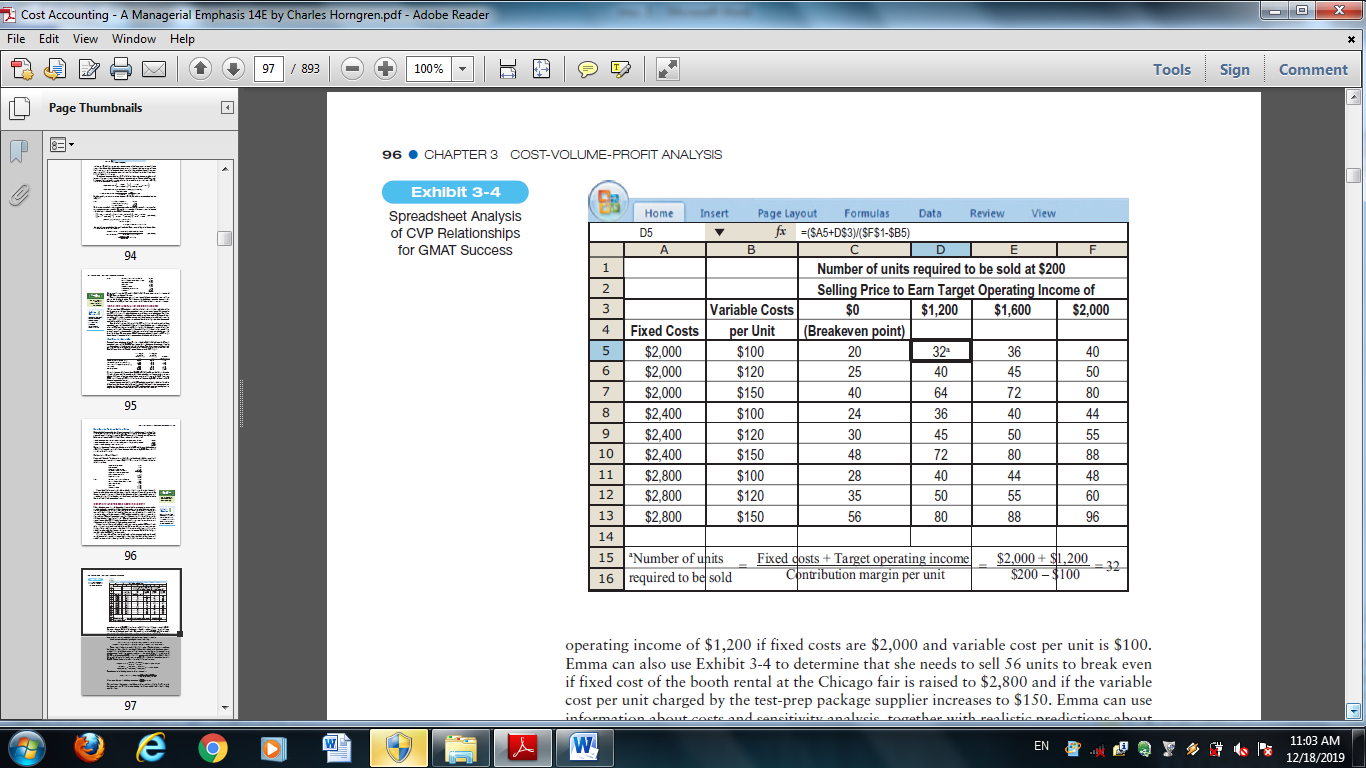 Cost Accounting - A Managerial Emphasis 14E by Charles Horngren.pdf - Adobe Reader
File Edit View Window Help
97 / 893 100% Tools Sign Comment
Page Thumbnails
94
95
96
97
96 ● CHAPTER 3 COST-VOLUME-PROFIT ANALYSIS
Exhibit 3-4
Spreadsheet Analysis
of CVP Relationships
for GMAT Success
Home Insert Page Layout Formulas Data Review View
D5 fx =($A5+D$3)/($F$1-$B5)
A B C D E F
1 Number of units required to be sold at $200
2 Selling Price to Earn Target Operating Income of
3 Variable Costs $0 $1,200 $1,600 $2,000
4 Fixed Costs per Unit (Breakeven point)
5 $2,000 $100 20 32ª 36 40
6 $2,000 $120 25 40 45 50
7 $2,000 $150 40 64 72 80
8 $2,400 $100 24 36 40 44
9 $2,400 $120 30 45 50 55
10 $2,400 $150 48 72 80 88
11 $2,800 $100 28 40 44 48
12 $2,800 $120 35 50 55 60
13 $2,800 $150 56 80 88 96
14
15 ªNumber of units = Fixed costs + Target operating income = $2,000 + $1,200 = 32
16 required to be sold Contribution margin per unit $200 – $100
operating income of $1,200 if fixed costs are $2,000 and variable cost per unit is $100.
Emma can also use Exhibit 3-4 to determine that she needs to sell 56 units to break even
if fixed cost of the booth rental at the Chicago fair is raised to $2,800 and if the variable
cost per unit charged by the test-prep package supplier increases to $150. Emma can use
information about costs and sensitivity analysis, together with realistic predictions about
EN 11:03 AM
12/18/2019